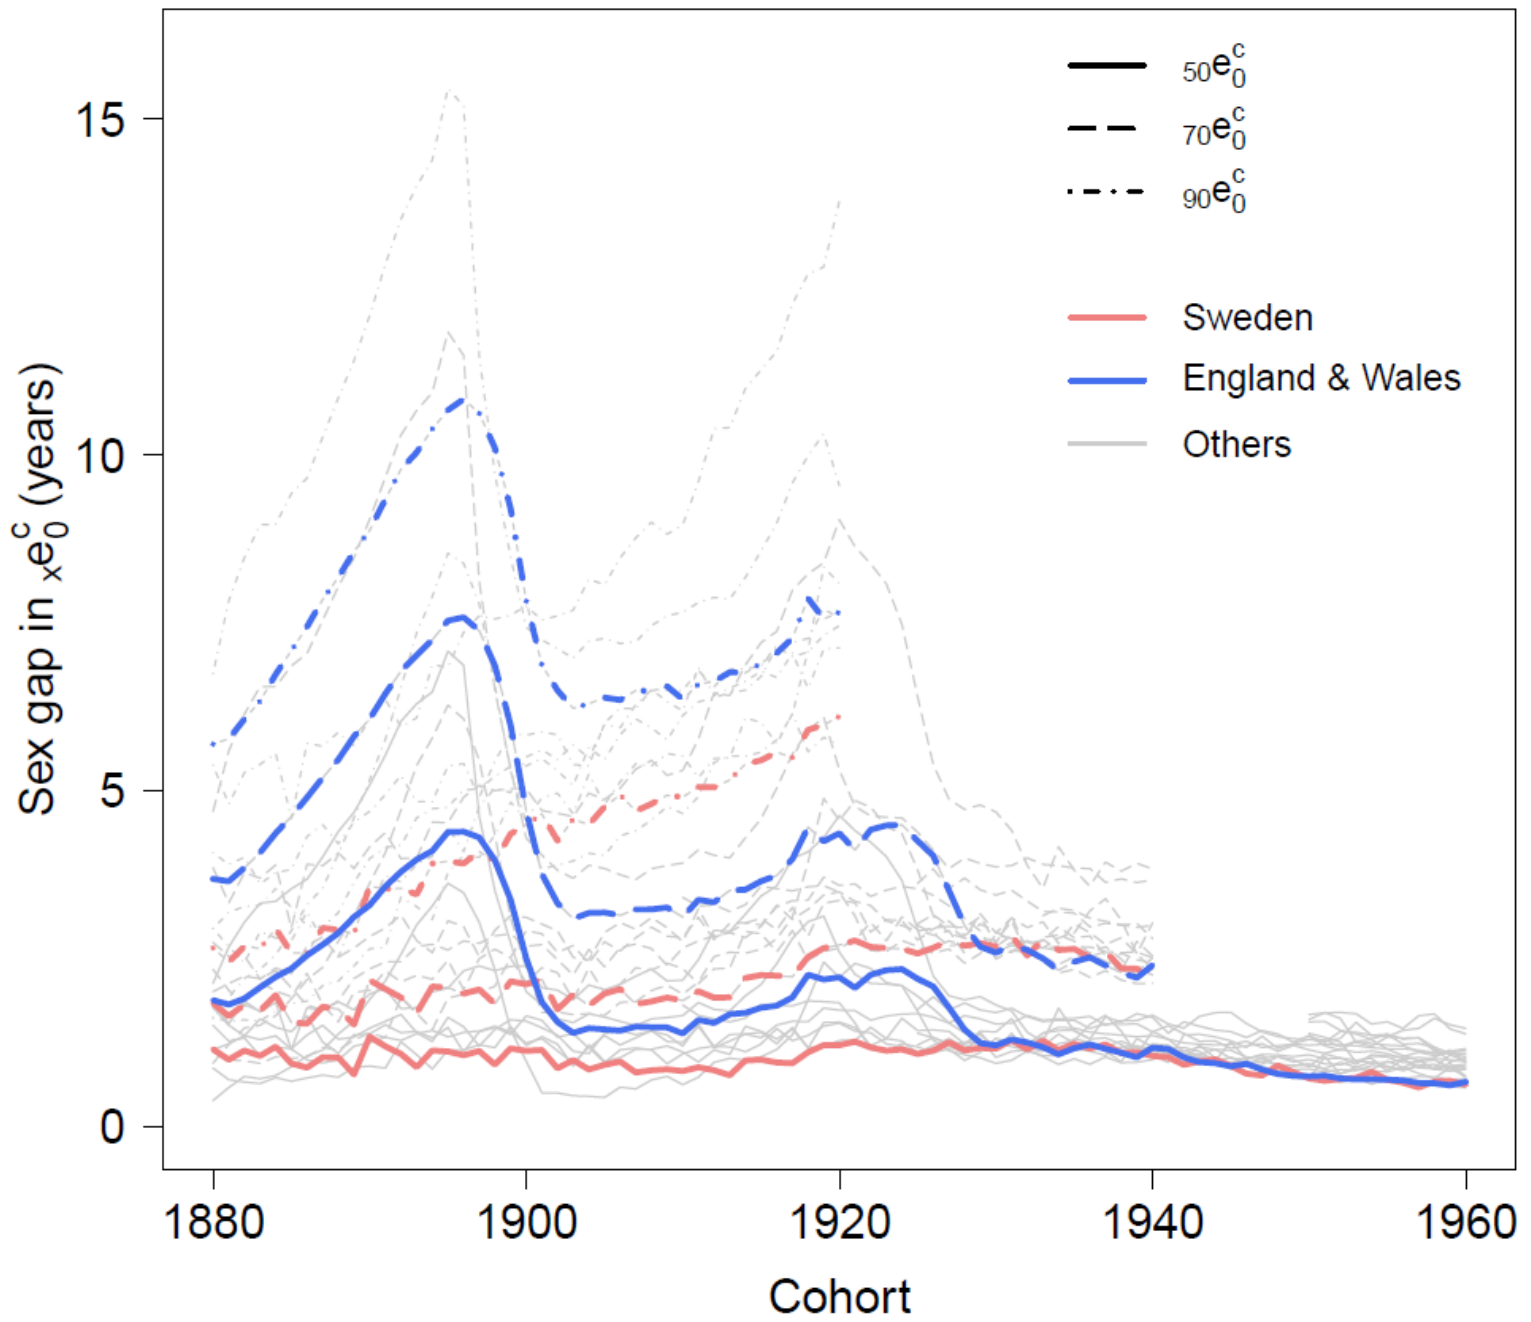 15
10
5
0
Sex gap in ₓe₀ᶜ (years)
₅₀e₀ᶜ
₇₀e₀ᶜ
₉₀e₀ᶜ
Sweden
England & Wales
Others
1880 1900 1920 1940 1960
Cohort